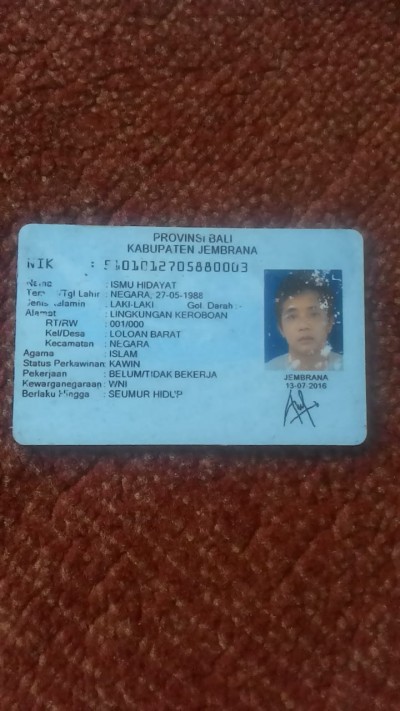 PROVINSI BALI
KABUPATEN JEMBRANA
NIK : 5101012705880003
Nama : ISMU HIDAYAT
Tempat/Tgl Lahir : NEGARA, 27-05-1988
Jenis Kelamin : LAKI-LAKI Gol. Darah :-
Alamat : LINGKUNGAN KEROBOAN
RT/RW : 001/000
Kel/Desa : LOLOAN BARAT
Kecamatan : NEGARA
Agama : ISLAM
Status Perkawinan: KAWIN
Pekerjaan : BELUM/TIDAK BEKERJA
Kewarganegaraan: WNI
Berlaku Hingga : SEUMUR HIDUP
JEMBRANA
13-07-2016